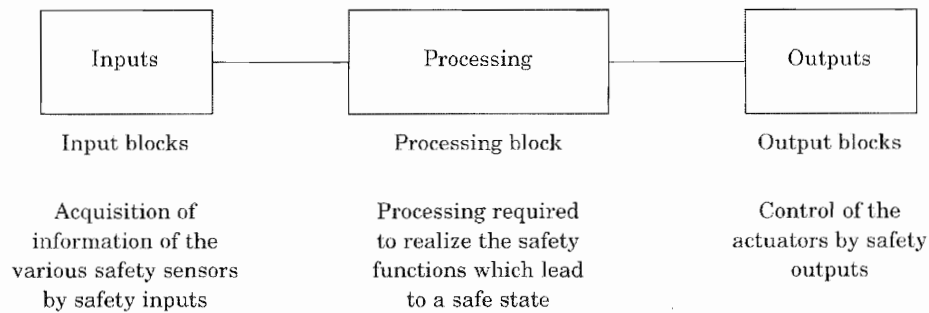 Inputs
Processing
Outputs
Input blocks
Processing block
Output blocks
Acquisition of
information of the
various safety sensors
by safety inputs
Processing required
to realize the safety
functions which lead
to a safe state
Control of the
actuators by safety
outputs